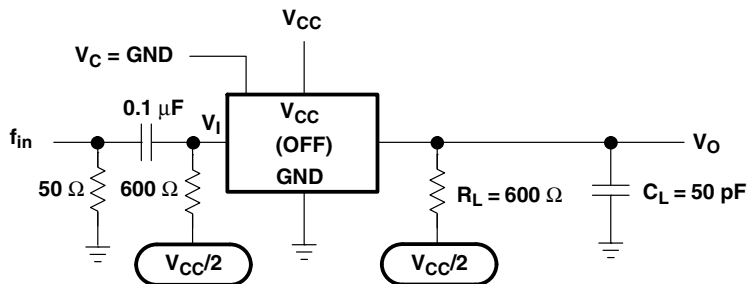 V_CC
V_C = GND
0.1 μF
f_in
V_I
V_CC
(OFF)
GND
V_O
50 Ω
600 Ω
R_L = 600 Ω
C_L = 50 pF
V_CC/2
V_CC/2